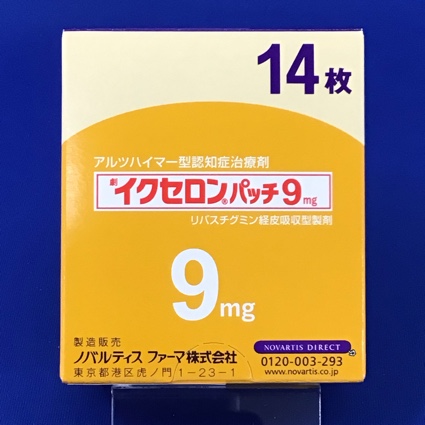 14枚
アルツハイマー型認知症治療剤
劇 イクセロン®パッチ9mg
リバスチグミン経皮吸収型製剤
9mg
製造販売
ノバルティス ファーマ株式会社
東京都港区虎ノ門1-23-1
NOVARTIS DIRECT
0120-003-293
www.novartis.co.jp